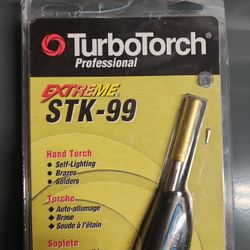 TurboTorch®
Professional
EXTREME®
STK-99
Hand Torch
• Self-Lighting
• Brazes
• Solders
Torche
• Auto-allumage
• Brase
• Soude à l'étain
Soplete